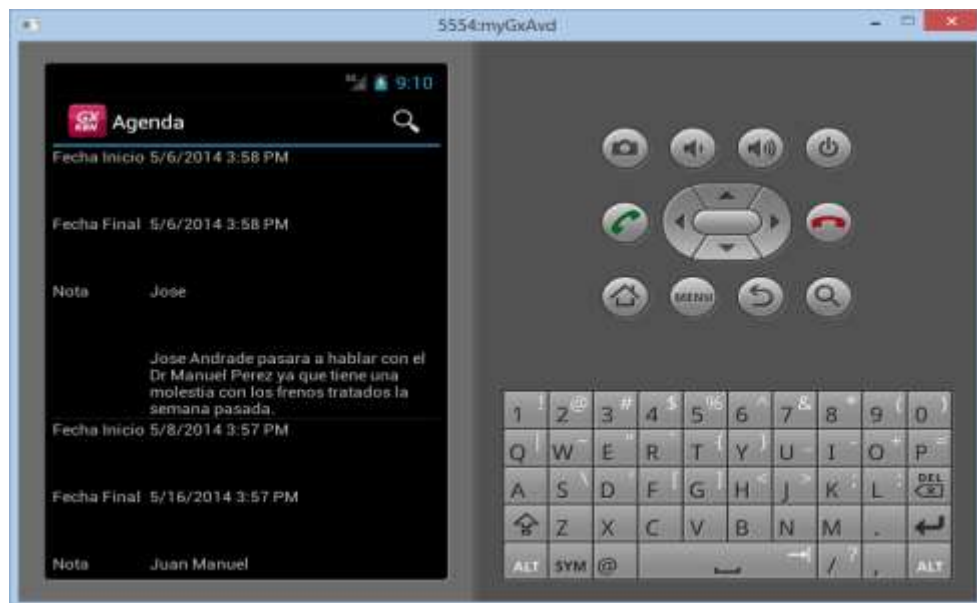 5554:myGxAvd
9:10
Agenda
Fecha Inicio 5/6/2014 3:58 PM
Fecha Final 5/6/2014 3:58 PM
Nota Jose
Jose Andrade pasara a hablar con el
Dr Manuel Perez ya que tiene una
molestia con los frenos tratados la
semana pasada.
Fecha Inicio 5/8/2014 3:57 PM
Fecha Final 5/16/2014 3:57 PM
Nota Juan Manuel
MENU
1 ! 2 @ 3 # 4 $ 5 % 6 ^ 7 & 8 * 9 ( 0 )
Q W E " R T { Y } U I O + P =
A S \ D F [ G ] H < J > K ; L : DEL
Z X C V B N M .
ALT SYM @ / ? , ALT